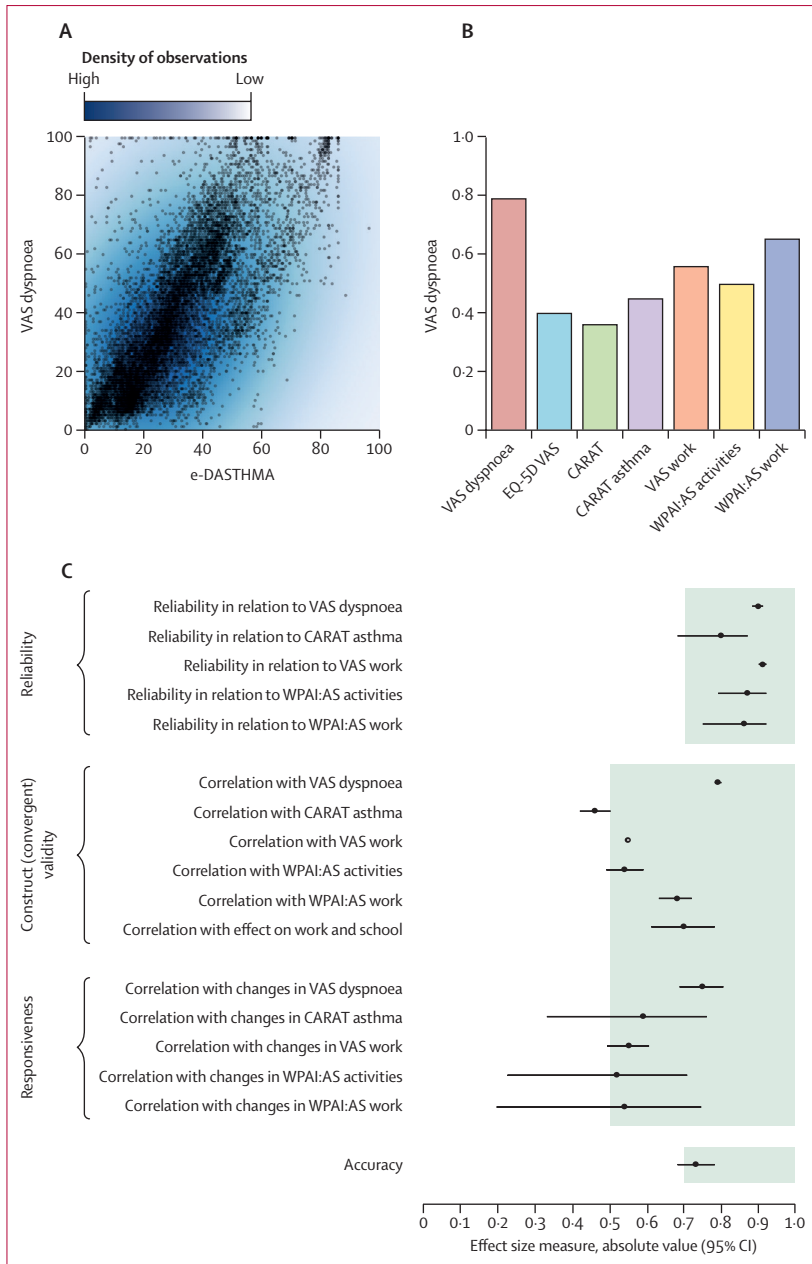 A
Density of observations
High Low
100
80
60
40
20
0
VAS dyspnoea
0 20 40 60 80 100
e-DASTHMA
B
1·0
0·8
0·6
0·4
0·2
0
VAS dyspnoea
VAS dyspnoea
EQ-5D VAS
CARAT
CARAT asthma
VAS work
WPAI:AS activities
WPAI:AS work
C
Reliability
Reliability in relation to VAS dyspnoea
Reliability in relation to CARAT asthma
Reliability in relation to VAS work
Reliability in relation to WPAI:AS activities
Reliability in relation to WPAI:AS work
Construct (convergent)
validity
Correlation with VAS dyspnoea
Correlation with CARAT asthma
Correlation with VAS work
Correlation with WPAI:AS activities
Correlation with WPAI:AS work
Correlation with effect on work and school
Responsiveness
Correlation with changes in VAS dyspnoea
Correlation with changes in CARAT asthma
Correlation with changes in VAS work
Correlation with changes in WPAI:AS activities
Correlation with changes in WPAI:AS work
Accuracy
0 0·1 0·2 0·3 0·4 0·5 0·6 0·7 0·8 0·9 1·0
Effect size measure, absolute value (95% CI)